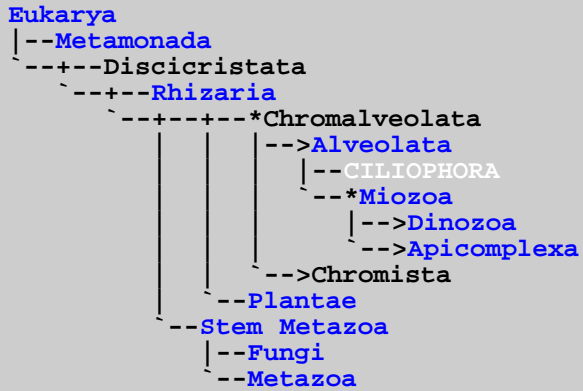 Eukarya
|--Metamonada
`--+--Discicristata
   `--+--Rhizaria
      `--+--+--*Chromalveolata
         |  |  |-->Alveolata
         |  |  |  |--CILIOPHORA
         |  |  |  `--*Miozoa
         |  |  |     |-->Dinozoa
         |  |  |     `-->Apicomplexa
         |  |  `-->Chromista
         |  `--Plantae
         `--Stem Metazoa
            |--Fungi
            `--Metazoa